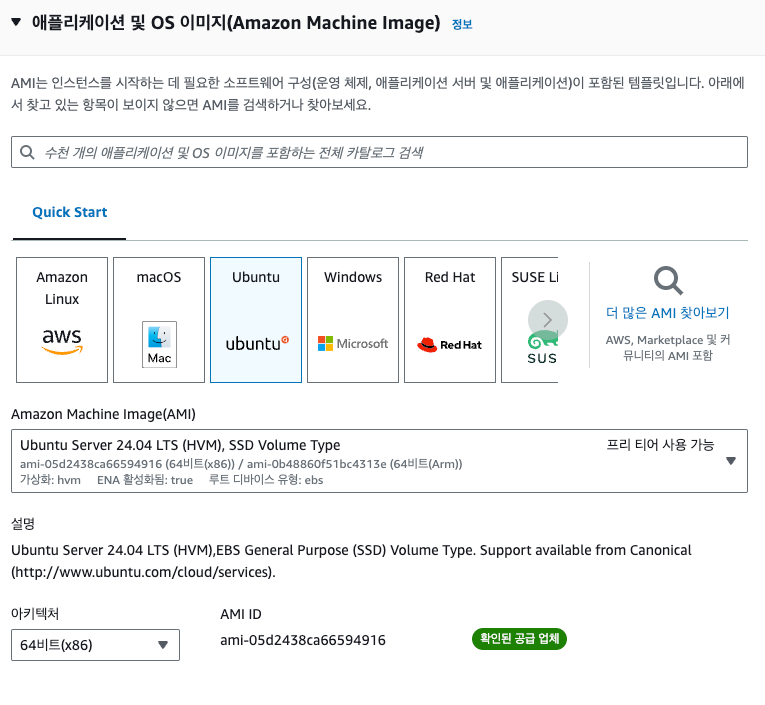 애플리케이션 및 OS 이미지(Amazon Machine Image) 정보
AMI는 인스턴스를 시작하는 데 필요한 소프트웨어 구성(운영 체제, 애플리케이션 서버 및 애플리케이션)이 포함된 템플릿입니다. 아래에
서 찾고 있는 항목이 보이지 않으면 AMI를 검색하거나 찾아보세요.
수천 개의 애플리케이션 및 OS 이미지를 포함하는 전체 카탈로그 검색
Quick Start
Amazon
Linux
aws
macOS
Mac
Ubuntu
ubuntu
Windows
Microsoft
Red Hat
Red Hat
SUSE Li
SUS
더 많은 AMI 찾아보기
AWS, Marketplace 및 커
뮤니티의 AMI 포함
Amazon Machine Image(AMI)
Ubuntu Server 24.04 LTS (HVM), SSD Volume Type 프리 티어 사용 가능
ami-05d2438ca66594916 (64비트(x86)) / ami-0b48860f51bc4313e (64비트(Arm))
가상화: hvm ENA 활성화됨: true 루트 디바이스 유형: ebs
설명
Ubuntu Server 24.04 LTS (HVM),EBS General Purpose (SSD) Volume Type. Support available from Canonical
(http://www.ubuntu.com/cloud/services).
아키텍처 AMI ID
64비트(x86) ami-05d2438ca66594916 확인된 공급 업체